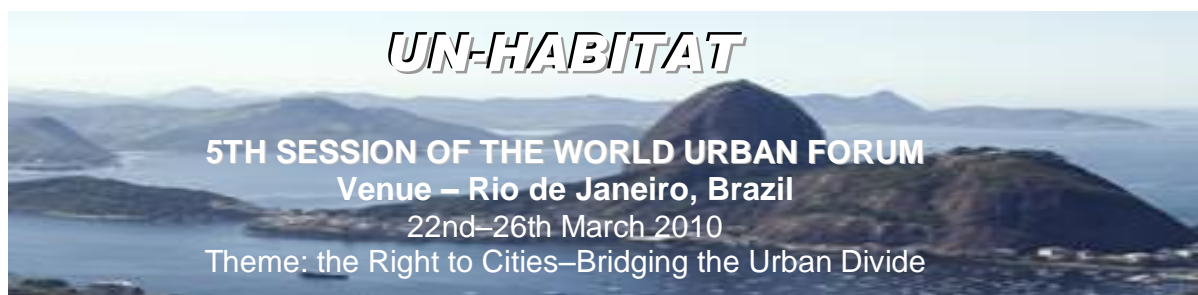 UN-HABITAT
5TH SESSION OF THE WORLD URBAN FORUM
Venue – Rio de Janeiro, Brazil
22nd–26th March 2010
Theme: the Right to Cities–Bridging the Urban Divide